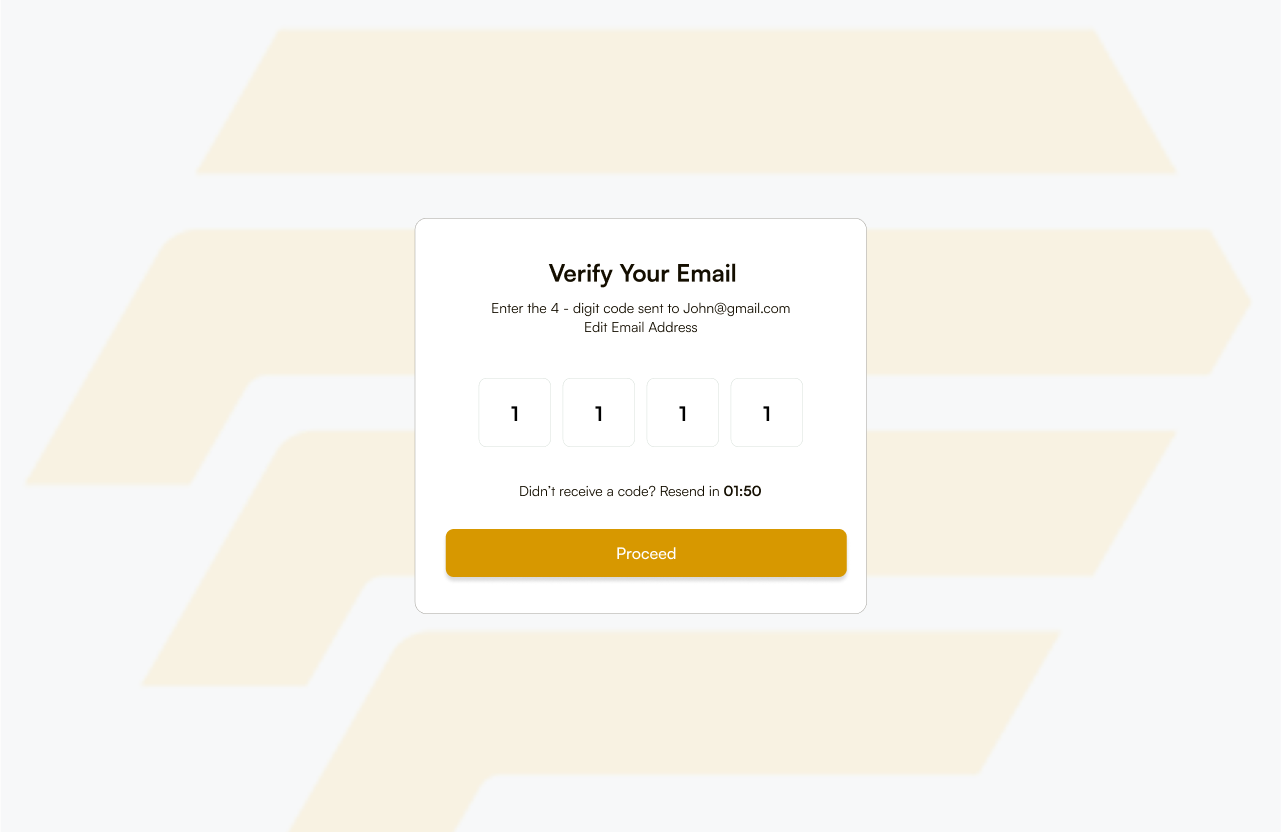 Verify Your Email
Enter the 4 - digit code sent to John@gmail.com
Edit Email Address
1 1 1 1
Didn’t receive a code? Resend in 01:50
Proceed